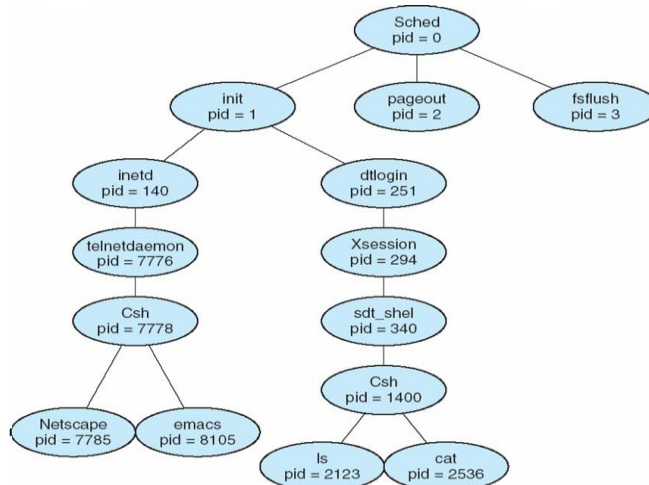 Sched
pid = 0
init
pid = 1
pageout
pid = 2
fsflush
pid = 3
inetd
pid = 140
dtlogin
pid = 251
telnetdaemon
pid = 7776
Xsession
pid = 294
Csh
pid = 7778
sdt_shel
pid = 340
Csh
pid = 1400
Netscape
pid = 7785
emacs
pid = 8105
ls
pid = 2123
cat
pid = 2536